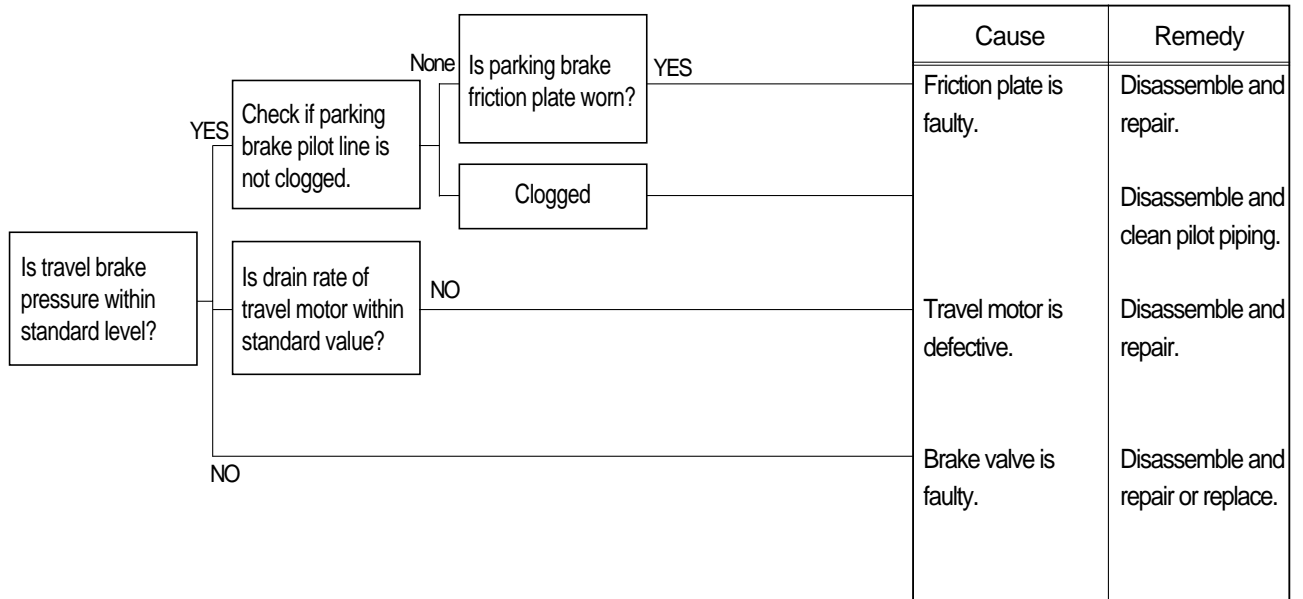 Cause
Remedy
None
Is parking brake
friction plate worn?
YES
Friction plate is
faulty.
Disassemble and
repair.
YES
Check if parking
brake pilot line is
not clogged.
Clogged
Disassemble and
clean pilot piping.
Is travel brake
pressure within
standard level?
Is drain rate of
travel motor within
standard value?
NO
Travel motor is
defective.
Disassemble and
repair.
NO
Brake valve is
faulty.
Disassemble and
repair or replace.